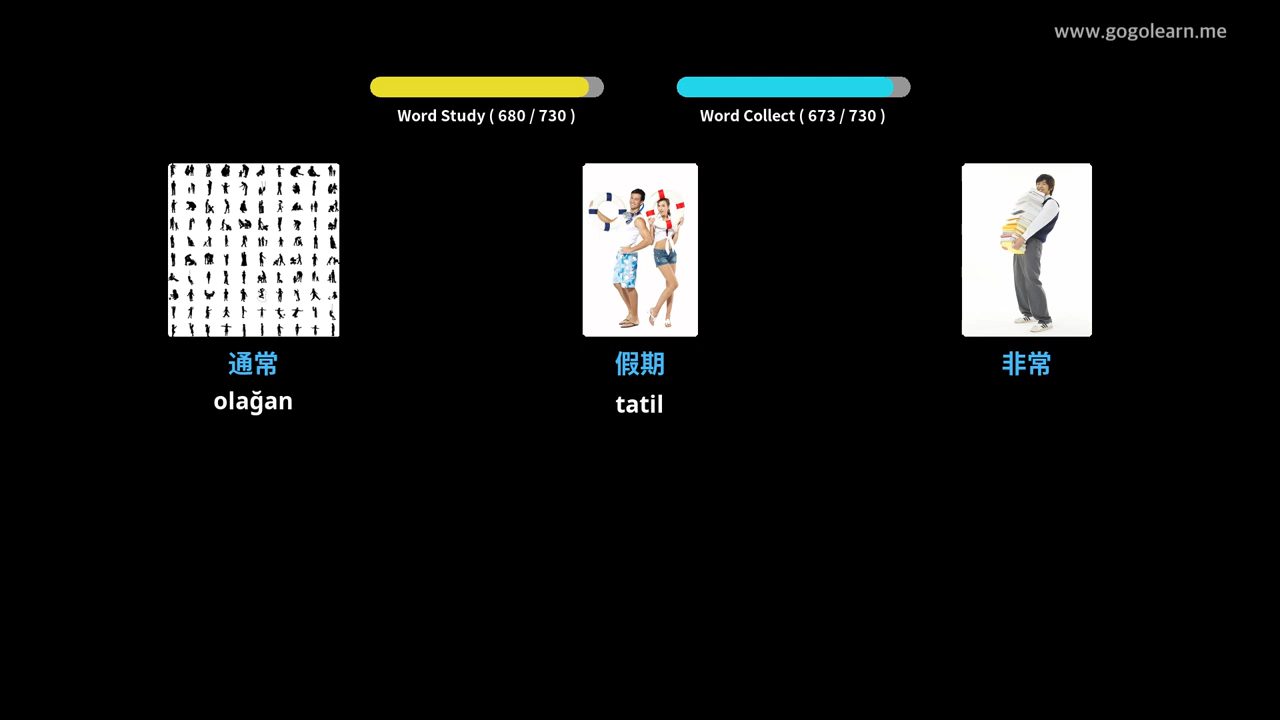 www.gogolearn.me
Word Study ( 680 / 730 )
Word Collect ( 673 / 730 )
通常
olağan
假期
tatil
非常